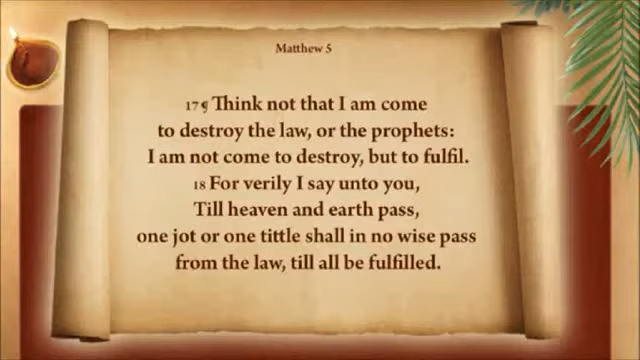 Matthew 5
17 ¶ Think not that I am come
to destroy the law, or the prophets:
I am not come to destroy, but to fulfil.
18 For verily I say unto you,
Till heaven and earth pass,
one jot or one tittle shall in no wise pass
from the law, till all be fulfilled.